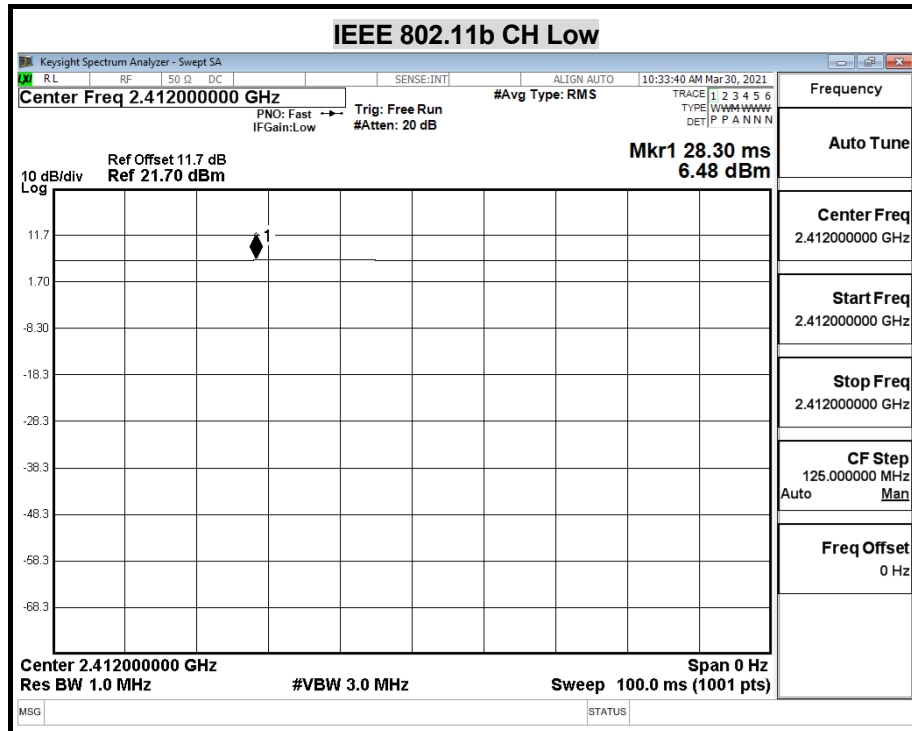 IEEE 802.11b CH Low
Keysight Spectrum Analyzer - Swept SA
LXI RL RF 50 Ω DC SENSE:INT ALIGN AUTO 10:33:40 AM Mar 30, 2021
Center Freq 2.412000000 GHz #Avg Type: RMS TRACE 1 2 3 4 5 6
PNO: Fast Trig: Free Run TYPE WWMWWWW
IFGain:Low #Atten: 20 dB DET P P A N N N
Mkr1 28.30 ms
6.48 dBm
Ref Offset 11.7 dB
10 dB/div Ref 21.70 dBm
Log
1
11.7
1.70
-8.30
-18.3
-28.3
-38.3
-48.3
-58.3
-68.3
Center 2.412000000 GHz Span 0 Hz
Res BW 1.0 MHz #VBW 3.0 MHz Sweep 100.0 ms (1001 pts)
MSG STATUS
Frequency
Auto Tune
Center Freq
2.412000000 GHz
Start Freq
2.412000000 GHz
Stop Freq
2.412000000 GHz
CF Step
125.000000 MHz
Auto Man
Freq Offset
0 Hz